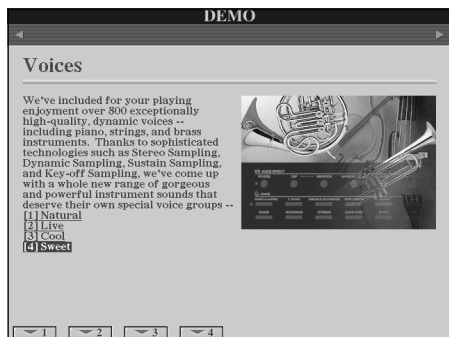 DEMO
Voices
We've included for your playing
enjoyment over 800 exceptionally
high-quality, dynamic voices --
including piano, strings, and brass
instruments. Thanks to sophisticated
technologies such as Stereo Sampling,
Dynamic Sampling, Sustain Sampling,
and Key-off Sampling, we've come up
with a whole new range of gorgeous
and powerful instrument sounds that
deserve their own special voice groups --
[1] Natural
[2] Live
[3] Cool
[4] Sweet
VOICE EFFECT
1 2 3 4